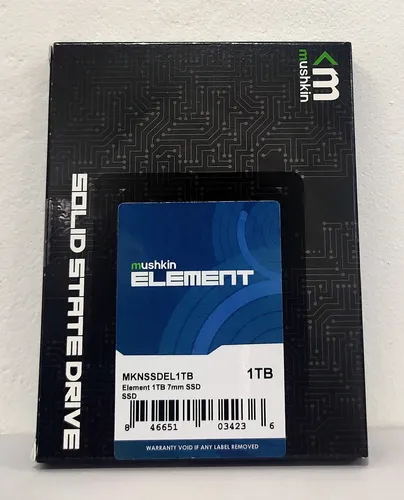 mushkin
SOLID STATE DRIVE
mushkin
ELEMENT
MKNSSDEL1TB
1TB
Element 1TB 7mm SSD
SSD
8 46651 03423 6
WARRANTY VOID IF ANY LABEL REMOVED